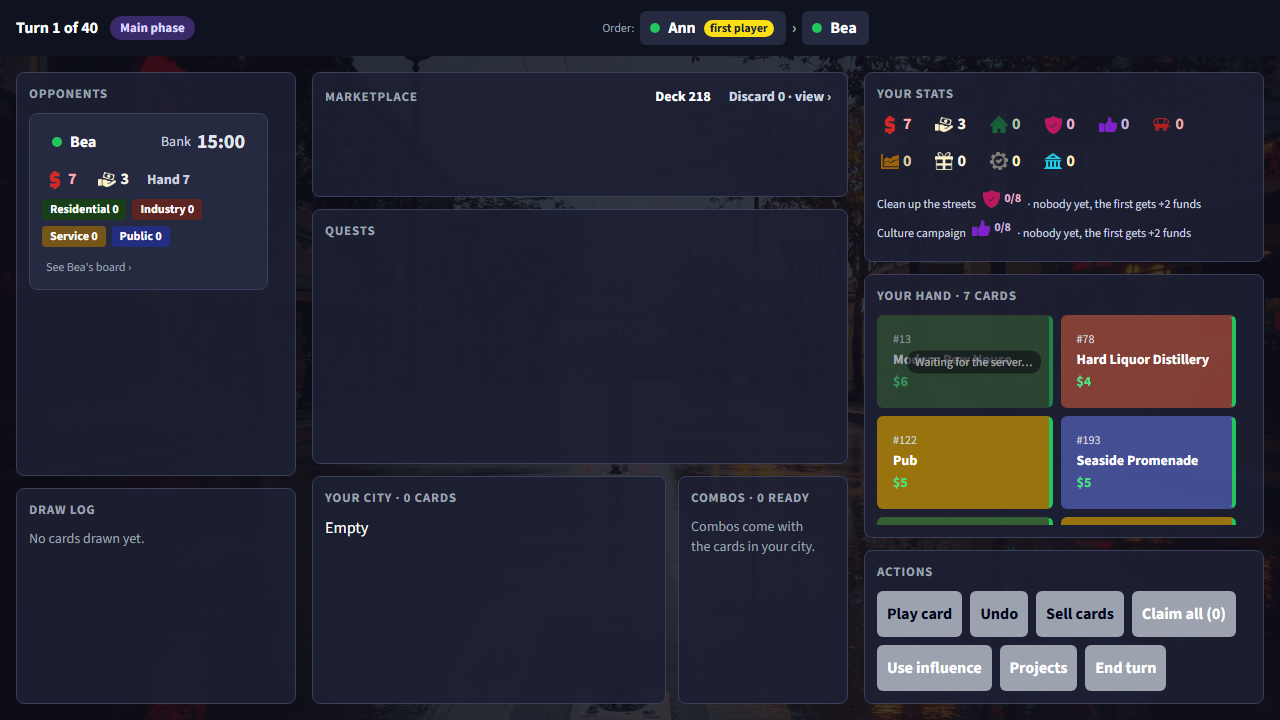 Turn 1 of 40 Main phase
Order: Ann first player › Bea
OPPONENTS
Bea Bank 15:00
7 3 Hand 7
Residential 0 Industry 0
Service 0 Public 0
See Bea's board ›
DRAW LOG
No cards drawn yet.
MARKETPLACE Deck 218 Discard 0 · view ›
QUESTS
YOUR CITY · 0 CARDS
Empty
COMBOS · 0 READY
Combos come with
the cards in your city.
YOUR STATS
7 3 0 0 0 0
0 0 0 0
Clean up the streets 0/8 · nobody yet, the first gets +2 funds
Culture campaign 0/8 · nobody yet, the first gets +2 funds
YOUR HAND · 7 CARDS
#13
Waiting for the server…
$6
#78
Hard Liquor Distillery
$4
#122
Pub
$5
#193
Seaside Promenade
$5
ACTIONS
Play card Undo Sell cards Claim all (0)
Use influence Projects End turn